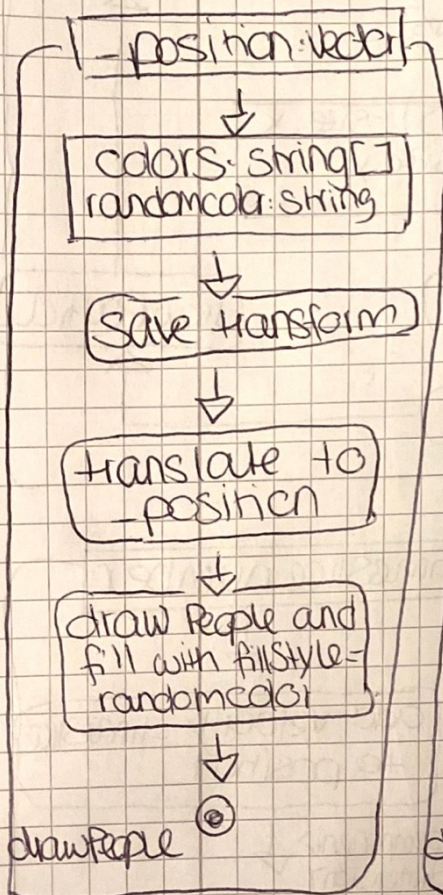 _position:vector
colors: string[]
randomcolor:string
save transform
translate to
_position
draw People and
fill with fillStyle=
randomcolor
drawPeople